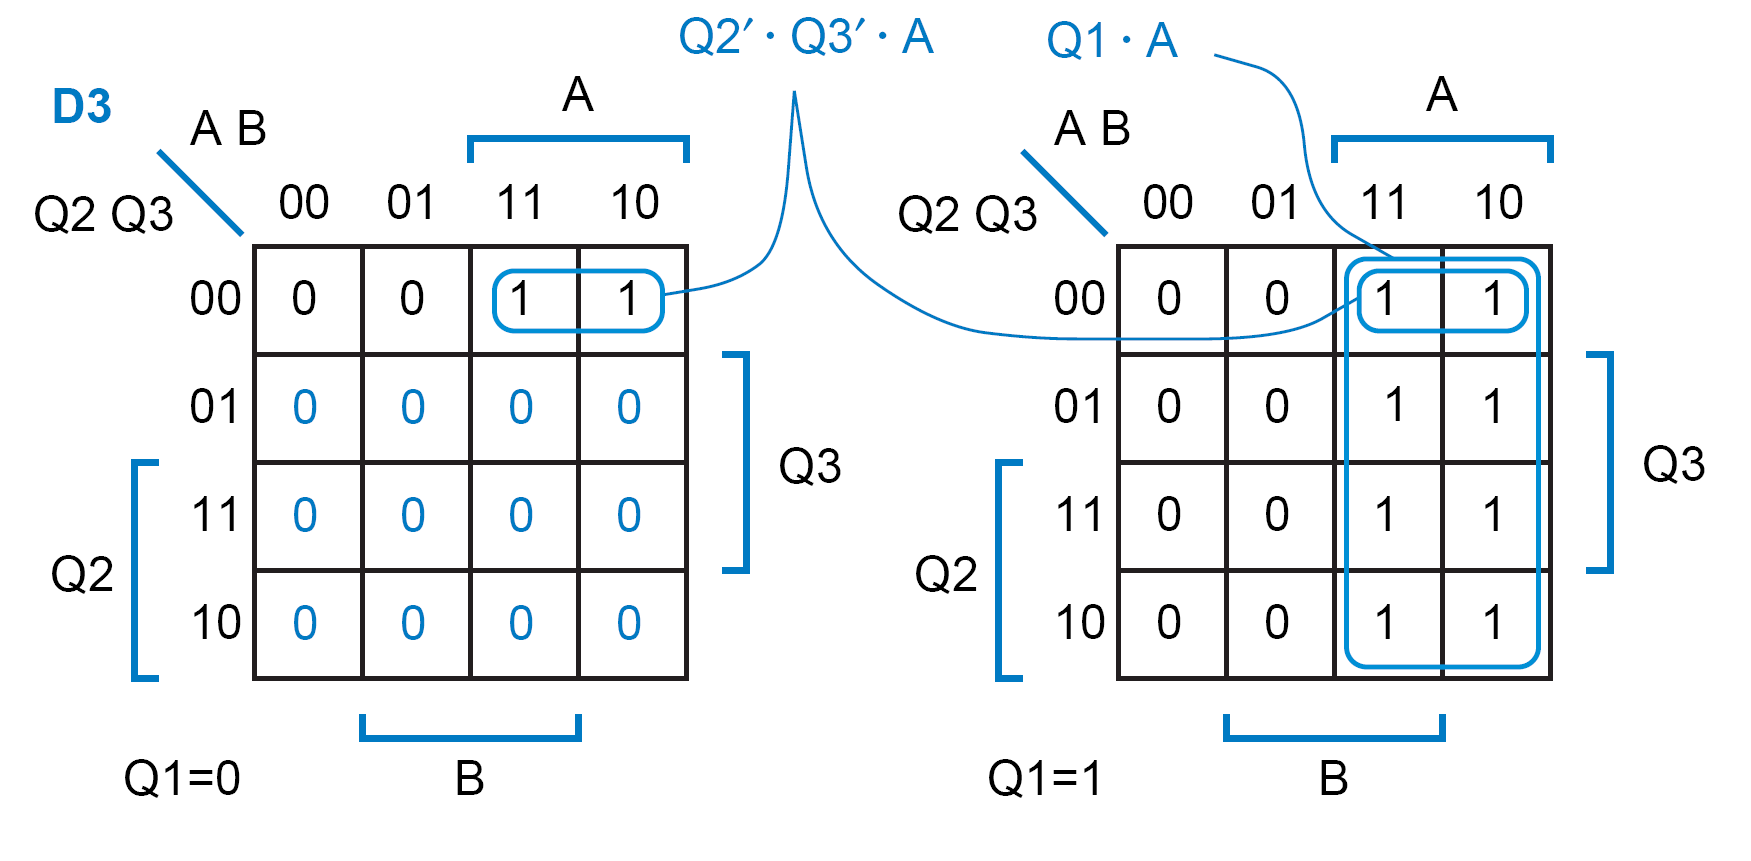 Q2′ · Q3′ · A
Q1 · A
D3
A B
A
A B
A
Q2 Q3
00 01 11 10
Q2 Q3
00 01 11 10
00 0 0 1 1
00 0 0 1 1
01 0 0 0 0
01 0 0 1 1
Q3
Q3
11 0 0 0 0
11 0 0 1 1
Q2
Q2
10 0 0 0 0
10 0 0 1 1
Q1=0
B
Q1=1
B